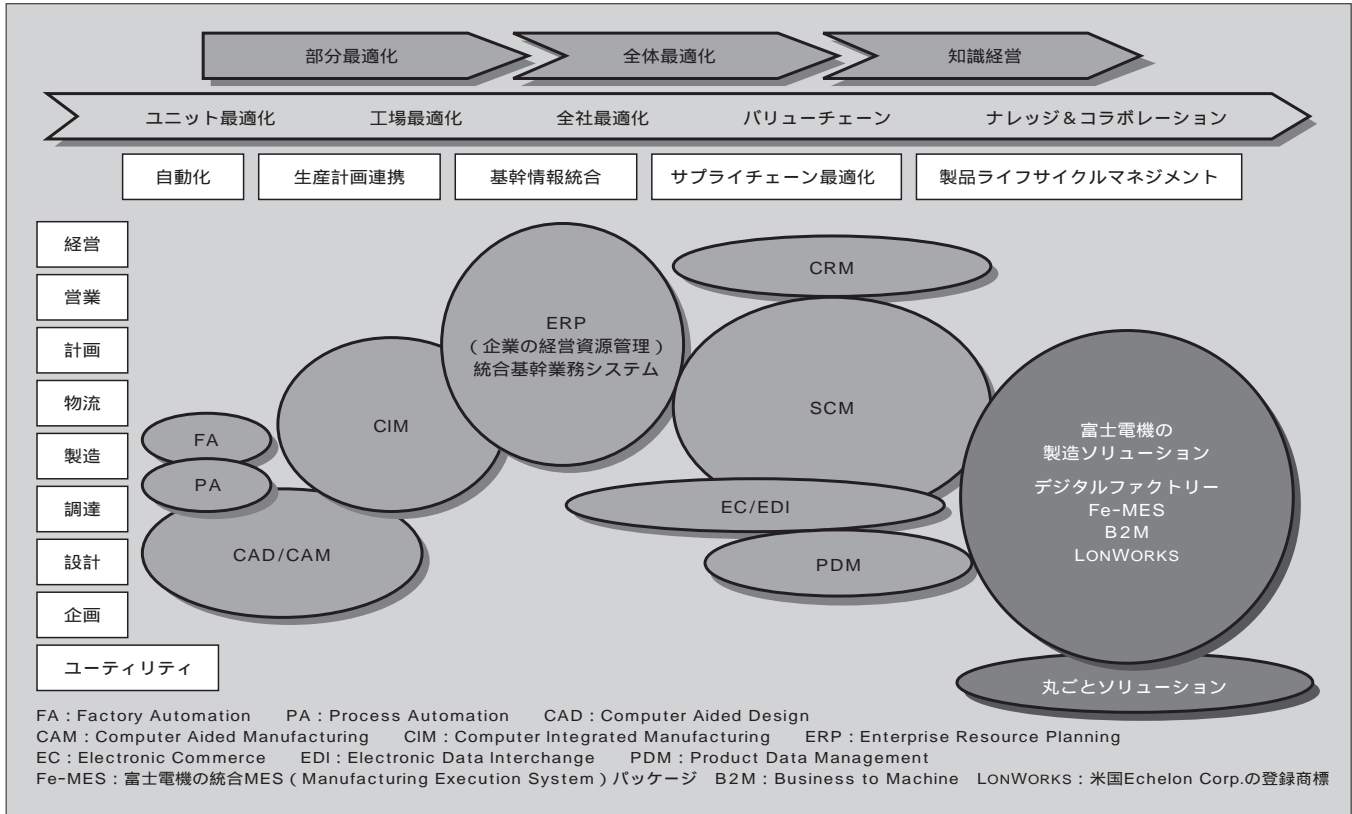 部分最適化 全体最適化 知識経営
ユニット最適化 工場最適化 全社最適化 バリューチェーン ナレッジ＆コラボレーション
自動化 生産計画連携 基幹情報統合 サプライチェーン最適化 製品ライフサイクルマネジメント
経営
営業
計画
物流
製造
調達
設計
企画
ユーティリティ
FA
PA
CAD/CAM
CIM
ERP
（企業の経営資源管理）
統合基幹業務システム
CRM
SCM
EC/EDI
PDM
富士電機の
製造ソリューション
デジタルファクトリー
Fe-MES
B2M
LONWORKS
丸ごとソリューション
FA：Factory Automation PA：Process Automation CAD：Computer Aided Design
CAM：Computer Aided Manufacturing CIM：Computer Integrated Manufacturing ERP：Enterprise Resource Planning
EC：Electronic Commerce EDI：Electronic Data Interchange PDM：Product Data Management
Fe-MES：富士電機の統合MES（Manufacturing Execution System）パッケージ B2M：Business to Machine LONWORKS：米国Echelon Corp.の登録商標